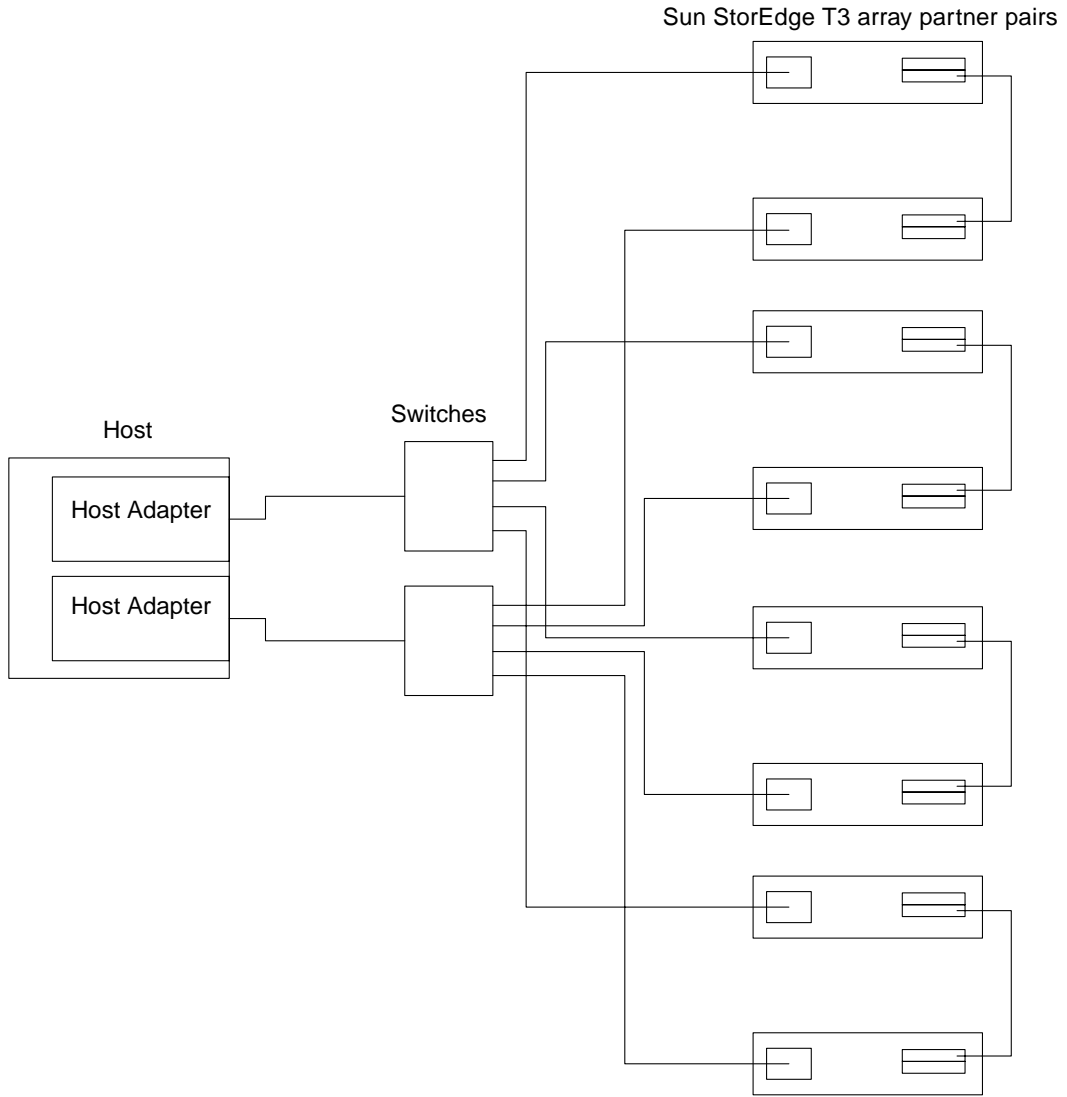 Sun StorEdge T3 array partner pairs
Switches
Host
Host Adapter
Host Adapter